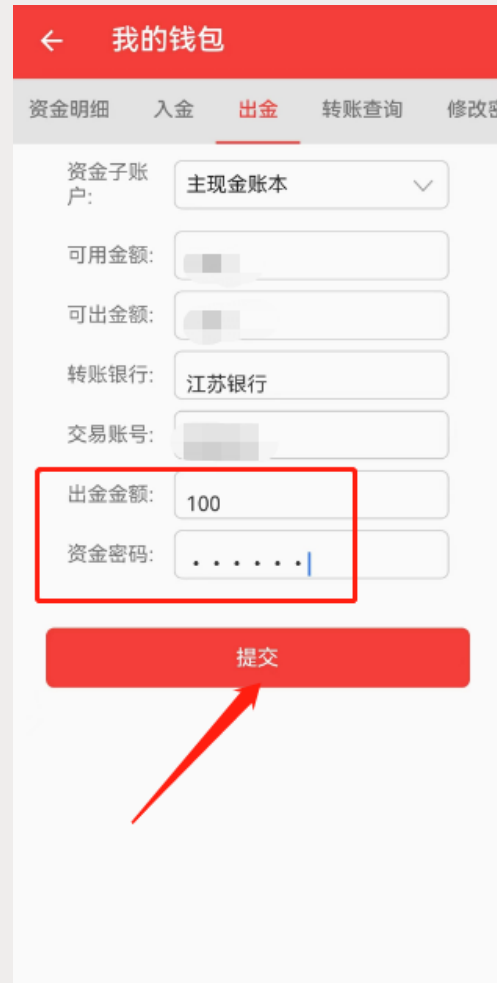 我的钱包
资金明细 入金 出金 转账查询 修改密
资金子账
户:
主现金账本
可用金额:
可出金额:
转账银行: 江苏银行
交易账号:
出金金额: 100
资金密码: ······
提交